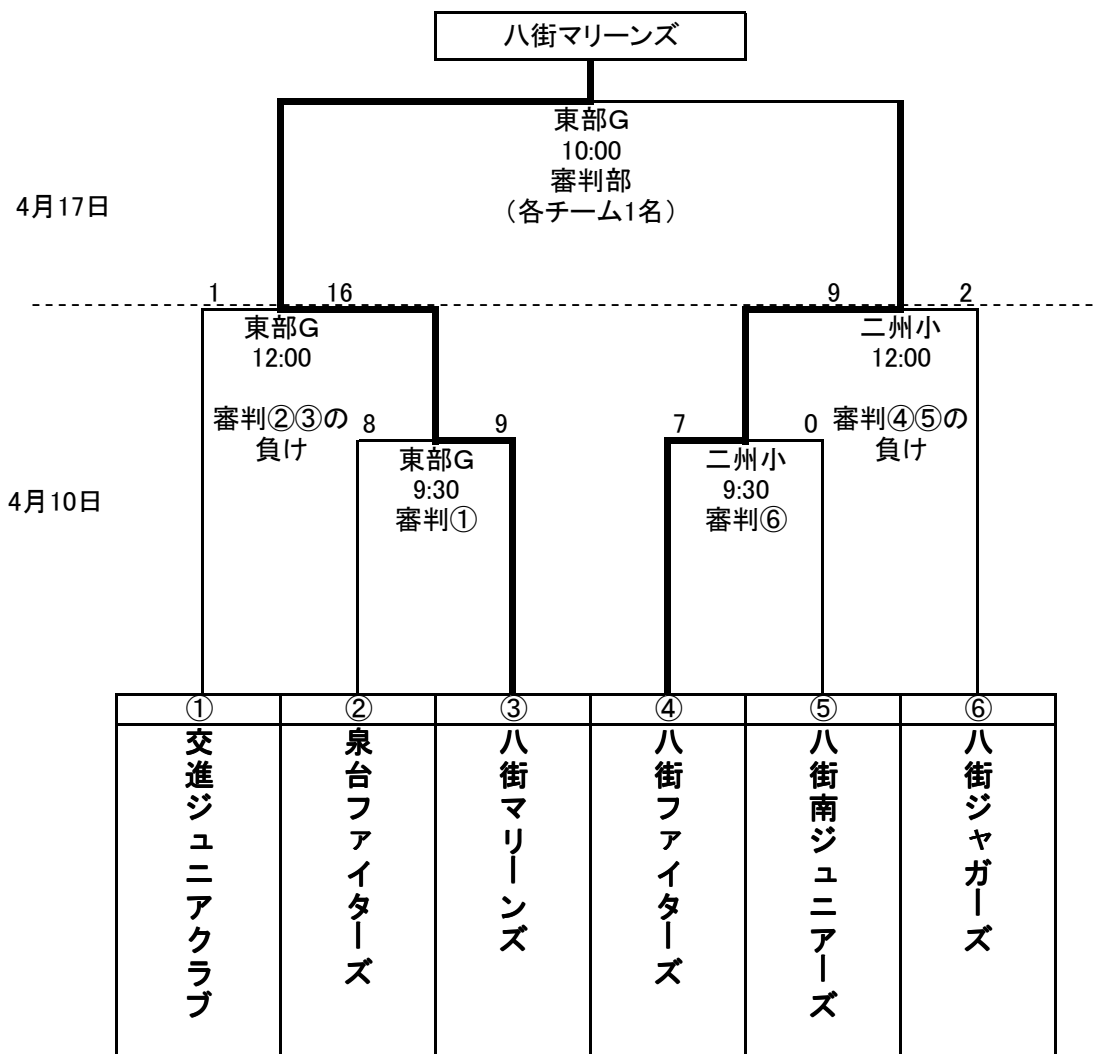 八街マリーンズ
東部G
10:00
審判部
（各チーム1名）
4月17日
1
16
9
2
東部G
12:00
二州小
12:00
審判②③の
負け
8
9
7
0
審判④⑤の
負け
東部G
9:30
審判①
二州小
9:30
審判⑥
4月10日
①
②
③
④
⑤
⑥
交進ジュニアクラブ
泉台ファイターズ
八街マリーンズ
八街ファイターズ
八街南ジュニアーズ
八街ジャガーズ